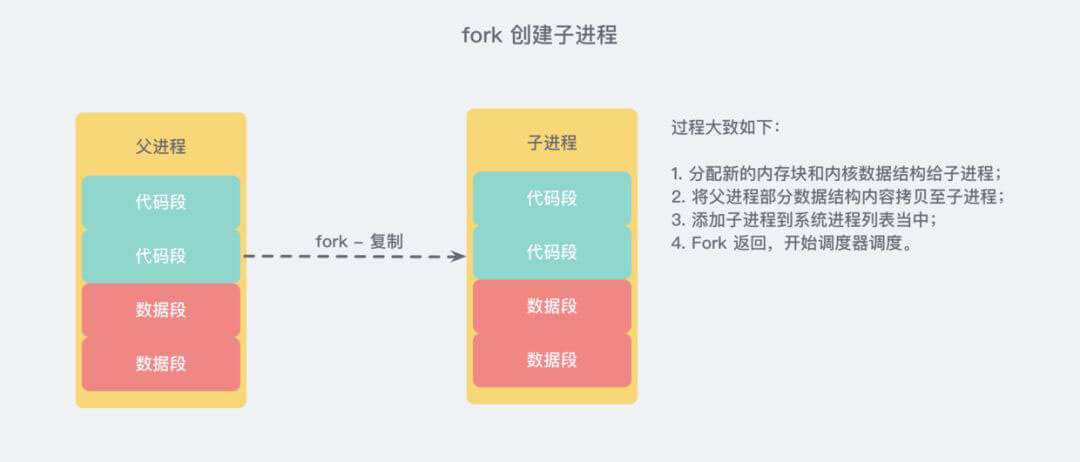 fork 创建子进程
父进程
代码段
代码段
数据段
数据段
fork - 复制
子进程
代码段
代码段
数据段
数据段
过程大致如下:
1. 分配新的内存块和内核数据结构给子进程;
2. 将父进程部分数据结构内容拷贝至子进程;
3. 添加子进程到系统进程列表当中;
4. Fork 返回，开始调度器调度。